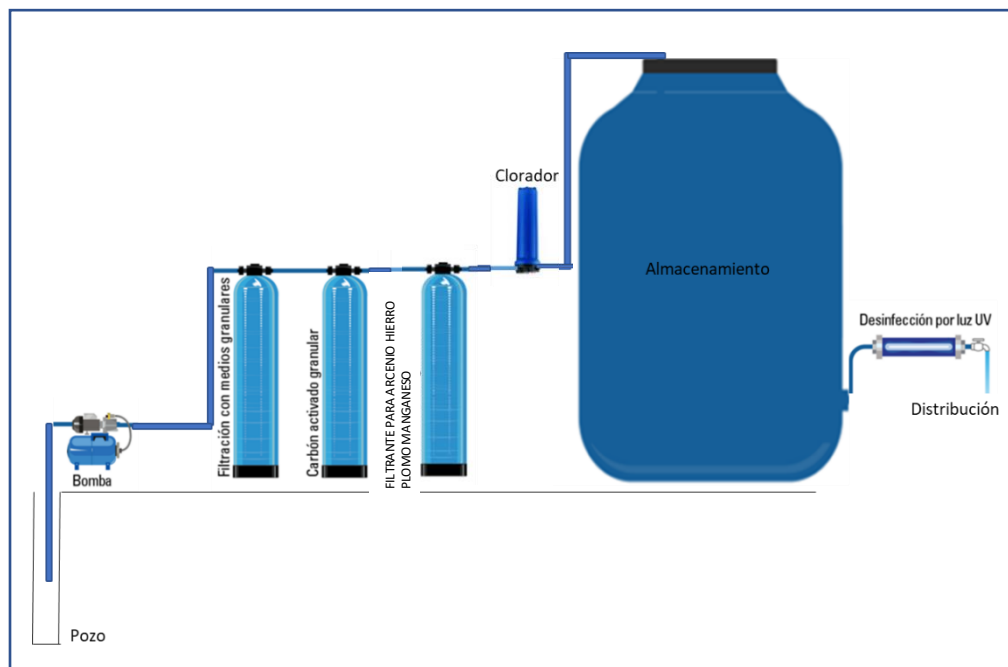 Clorador
Almacenamiento
Desinfección por luz UV
Distribución
Filtración con medios granulares
Carbón activado granular
FILTRANTE PARA ARCENIO HIERRO
PLOMO MANGANESO
Bomba
Pozo